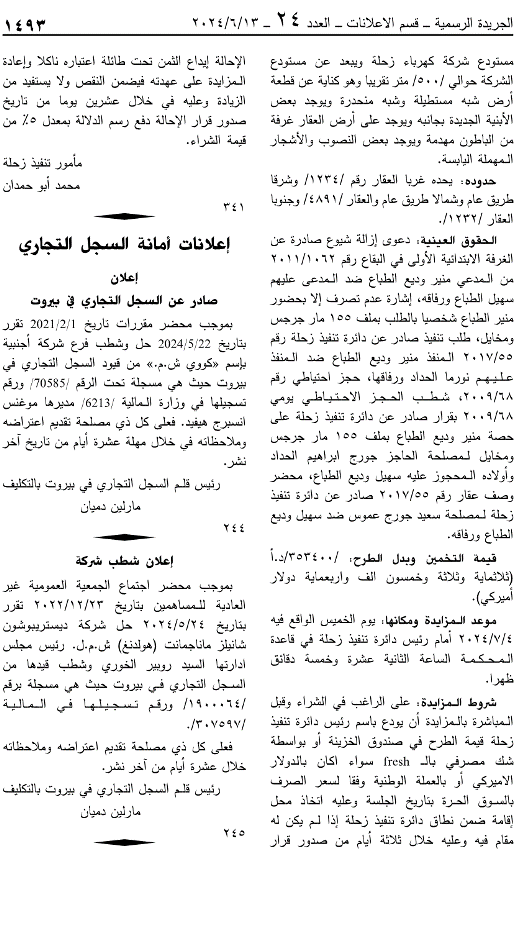 الجريدة الرسمية ــ قسم الاعلانات ــ العدد ٢٤ ــ ٢٠٢٤/٦/١٣
١٤٩٣
مستودع شركة كهرباء زحلة ويبعد عن مستودع
الشركة حوالي /٥٠٠/ متر تقريبا وهو كناية عن قطعة
أرض شبه مستطيلة وشبه منحدرة ويوجد بعض
الأبنية الجديدة بجانبه ويوجد على أرض العقار غرفة
من الباطون مهدمة ويوجد بعض النصوب والأشجار
المهملة اليابسة.
حدوده: يحده غربا العقار رقم /١٢٣٤/ وشرقا
طريق عام وشمالا طريق عام والعقار /٤٨٩١/ وجنوبا
العقار /١٢٣٢/.
الحقوق العينية: دعوى إزالة شيوع صادرة عن
الغرفة الابتدائية الأولى في البقاع رقم ٢٠١١/١٠٦٢
من المدعي منير وديع الطباع ضد المدعى عليهم
سهيل الطباع ورفاقه، إشارة عدم تصرف إلا بحضور
منير الطباع شخصيا بالطلب بملف ١٥٥ مار جرجس
ومخايل، طلب تنفيذ صادر عن دائرة تنفيذ زحلة رقم
٢٠١٧/٥٥ المنفذ منير وديع الطباع ضد المنفذ
عليهم نورما الحداد ورفاقها، حجز احتياطي رقم
٢٠٠٩/٦٨، شطب الحجز الاحتياطي يومي
٢٠٠٩/٦٨ بقرار صادر عن دائرة تنفيذ زحلة على
حصة منير وديع الطباع بملف ١٥٥ مار جرجس
ومخايل لمصلحة الحاجز جورج ابراهيم الحداد
وأولاده المحجوز عليه سهيل وديع الطباع، محضر
وصف عقار رقم ٢٠١٧/٥٥ صادر عن دائرة تنفيذ
زحلة لمصلحة سعيد جورج عموس ضد سهيل وديع
الطباع ورفاقه.
قيمة التخمين وبدل الطرح: /٣٥٣٤٠٠/د.أ
(ثلاثماية وثلاثة وخمسون الف واربعماية دولار
أميركي).
موعد المزايدة ومكانها: يوم الخميس الواقع فيه
٢٠٢٤/٧/٤ أمام رئيس دائرة تنفيذ زحلة في قاعدة
المحكمة الساعة الثانية عشرة وخمسة دقائق
ظهرا.
شروط المزايدة: على الراغب في الشراء وقبل
المباشرة بالمزايدة أن يودع باسم رئيس دائرة تنفيذ
زحلة قيمة الطرح في صندوق الخزينة أو بواسطة
شك مصرفي بالـ fresh سواء اكان بالدولار
الاميركي أو بالعملة الوطنية وفقا لسعر الصرف
بالسوق الحرة بتاريخ الجلسة وعليه اتخاذ محل
إقامة ضمن نطاق دائرة تنفيذ زحلة إذا لم يكن له
مقام فيه وعليه خلال ثلاثة أيام من صدور قرار
الإحالة إيداع الثمن تحت طائلة اعتباره ناكلا وإعادة
المزايدة على عهدته فيضمن النقص ولا يستفيد من
الزيادة وعليه في خلال عشرين يوما من تاريخ
صدور قرار الإحالة دفع رسم الدلالة بمعدل ٥٪ من
قيمة الشراء.
مأمور تنفيذ زحلة
محمد أبو حمدان
٣٤١
إعلانات أمانة السجل التجاري
إعلان
صادر عن السجل التجاري في بيروت
بموجب محضر مقررات تاريخ 2021/2/1 تقرر
بتاريخ 2024/5/22 حل وشطب فرع شركة أجنبية
بإسم «كووي ش.م.» من قيود السجل التجاري في
بيروت حيث هي مسجلة تحت الرقم /70585/ ورقم
تسجيلها في وزارة المالية /6213/ مديرها موغنس
انسبرج هيفيد. فعلى كل ذي مصلحة تقديم اعتراضه
وملاحظاته في خلال مهلة عشرة أيام من تاريخ آخر
نشر.
رئيس قلم السجل التجاري في بيروت بالتكليف
مارلين دميان
٢٤٤
إعلان شطب شركة
بموجب محضر اجتماع الجمعية العمومية غير
العادية للمساهمين بتاريخ ٢٠٢٢/١٢/٢٣ تقرر
بتاريخ ٢٠٢٤/٥/٢٤ حل شركة ديستريبوشون
شانيلز ماناجمانت (هولدنغ) ش.م.ل. رئيس مجلس
ادارتها السيد روبير الخوري وشطب قيدها من
السجل التجاري في بيروت حيث هي مسجلة برقم
/١٩٠٠٠٦٤/ ورقم تسجيلها في المالية
/٣٠٧٥٩٧/.
فعلى كل ذي مصلحة تقديم اعتراضه وملاحظاته
خلال عشرة أيام من آخر نشر.
رئيس قلم السجل التجاري في بيروت بالتكليف
مارلين دميان
٢٤٥